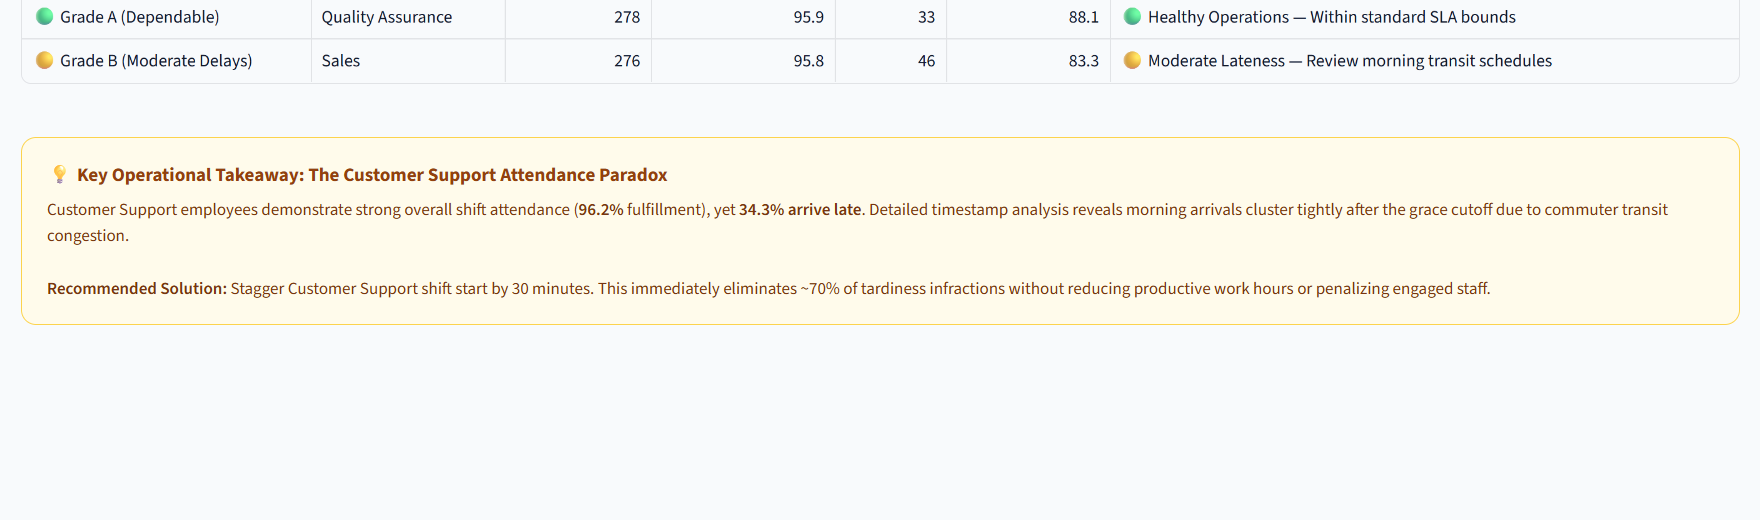 Grade A (Dependable) Quality Assurance 278 95.9 33 88.1 Healthy Operations — Within standard SLA bounds
Grade B (Moderate Delays) Sales 276 95.8 46 83.3 Moderate Lateness — Review morning transit schedules
Key Operational Takeaway: The Customer Support Attendance Paradox
Customer Support employees demonstrate strong overall shift attendance (96.2% fulfillment), yet 34.3% arrive late. Detailed timestamp analysis reveals morning arrivals cluster tightly after the grace cutoff due to commuter transit
congestion.
Recommended Solution: Stagger Customer Support shift start by 30 minutes. This immediately eliminates ~70% of tardiness infractions without reducing productive work hours or penalizing engaged staff.